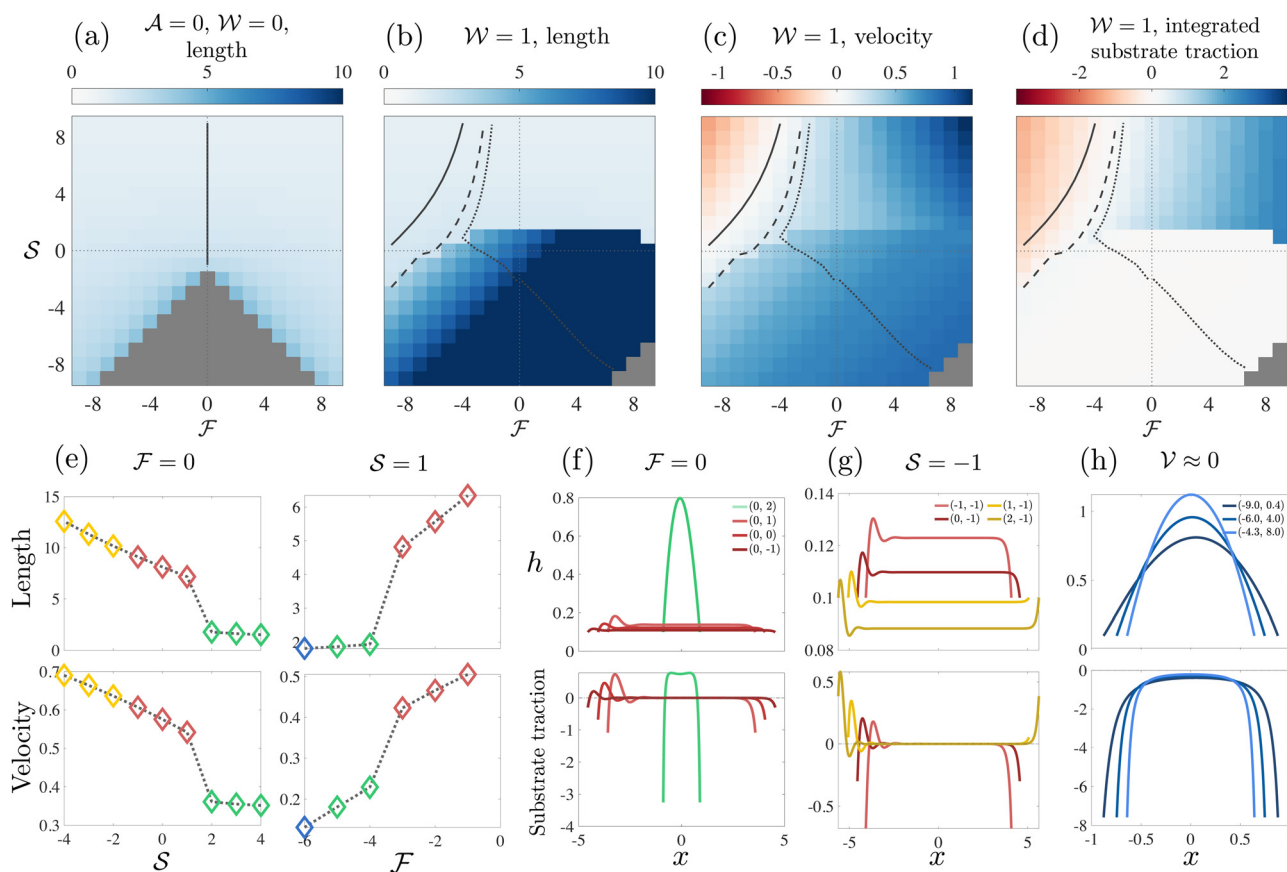 (a) 𝒜 = 0, 𝒲 = 0,
length
(b) 𝒲 = 1, length
(c) 𝒲 = 1, velocity
(d) 𝒲 = 1, integrated
substrate traction
0 5 10
0 5 10
-1 -0.5 0 0.5 1
-2 0 2
8
4
𝒮 0
-4
-8
-8 -4 0 4 8
ℱ
-8 -4 0 4 8
ℱ
-8 -4 0 4 8
ℱ
-8 -4 0 4 8
ℱ
(e) ℱ = 0
𝒮 = 1
(f) ℱ = 0
(g) 𝒮 = −1
(h) 𝒱 ≈ 0
Length
15
10
5
0
6
5
4
3
2
h
0.8
0.6
0.4
0.2
0
(0, 2)
(0, 1)
(0, 0)
(0, -1)
0.14
0.12
0.1
0.08
(-1, -1) (1, -1)
(0, -1) (2, -1)
1
0.5
0
(-9.0, 0.4)
(-6.0, 4.0)
(-4.3, 8.0)
Velocity
0.7
0.6
0.5
0.4
0.3
-4 -2 0 2 4
𝒮
0.5
0.4
0.3
0.2
-6 -4 -2 0
ℱ
Substrate traction
0
-1
-2
-3
-4
-5 0 5
x
0.5
0
-0.5
-5 0 5
x
0
-2
-4
-6
-8
-1 -0.5 0 0.5
x